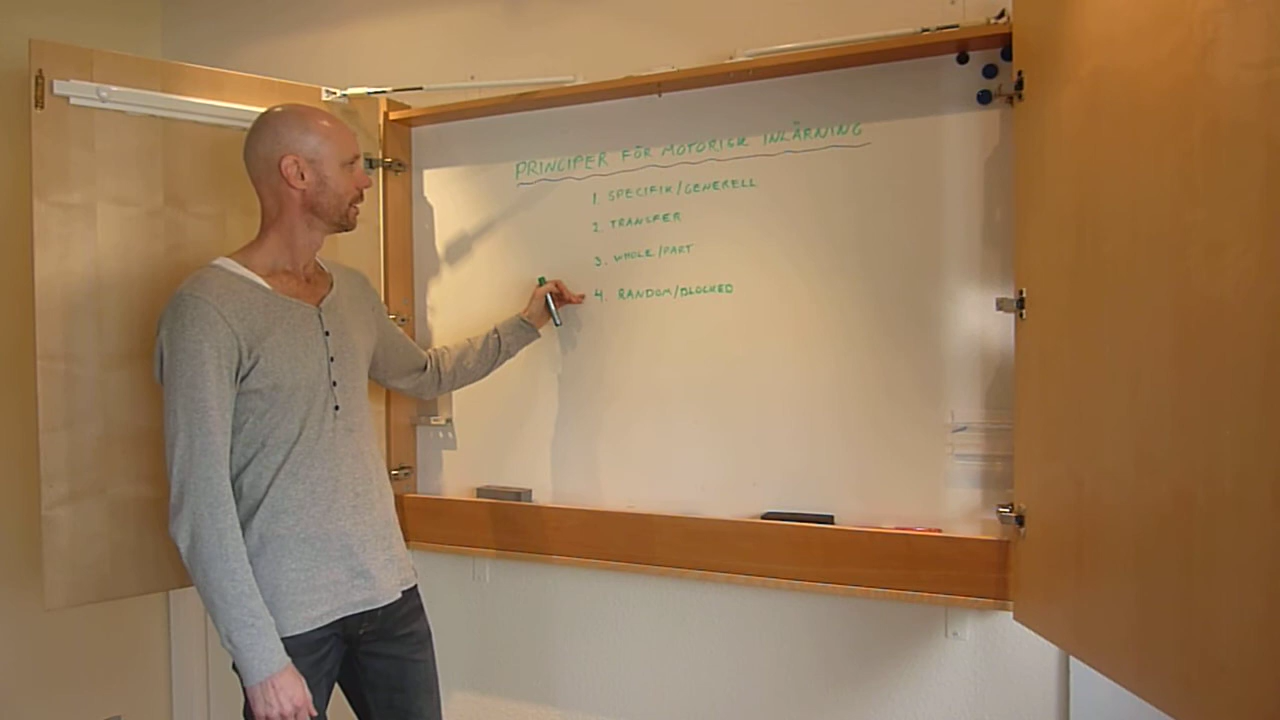 PRINCIPER FÖR MOTORISK INLÄRNING
1. SPECIFIK/GENERELL
2. TRANSFER
3. WHOLE/PART
4. RANDOM/BLOCKED